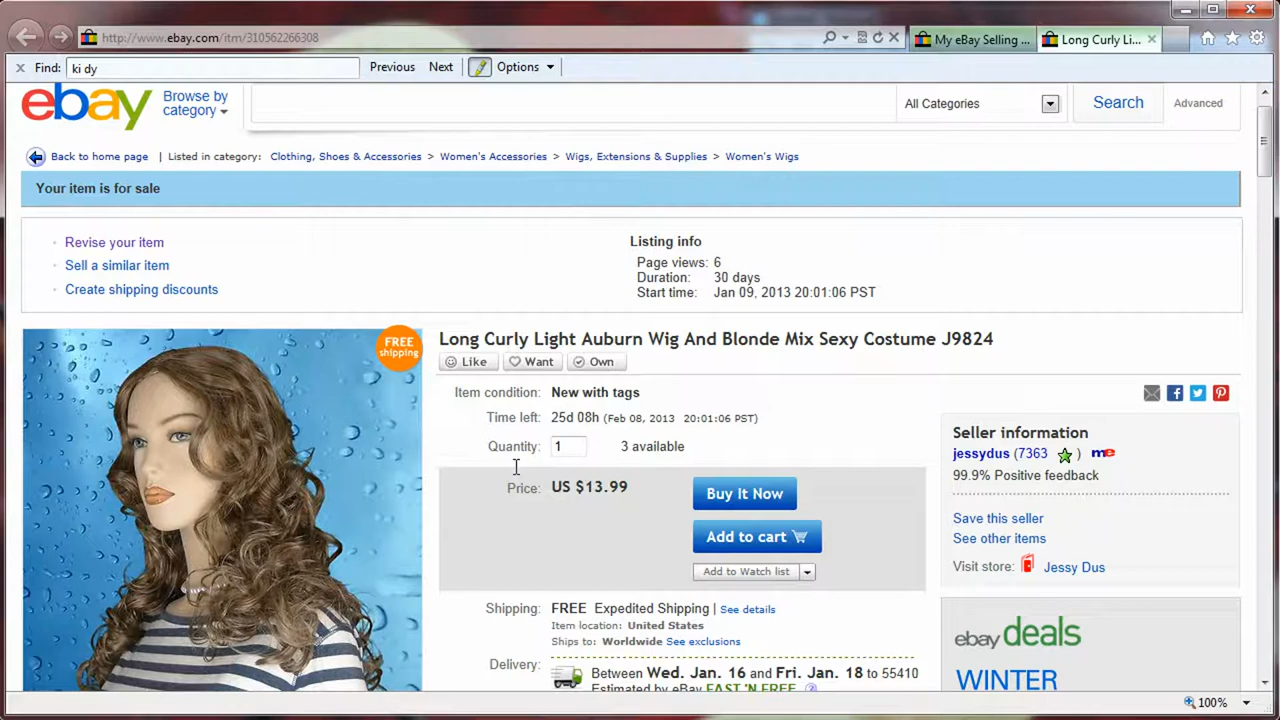 http://www.ebay.com/itm/310562266308
My eBay Selling ...
Long Curly Li...
Find: ki dy Previous Next Options
ebay
Browse by category
All Categories
Search
Advanced
Back to home page | Listed in category: Clothing, Shoes & Accessories > Women's Accessories > Wigs, Extensions & Supplies > Women's Wigs
Your item is for sale
Revise your item
Sell a similar item
Create shipping discounts
Listing info
Page views: 6
Duration: 30 days
Start time: Jan 09, 2013 20:01:06 PST
FREE
shipping
Long Curly Light Auburn Wig And Blonde Mix Sexy Costume J9824
Like Want Own
Item condition: New with tags
Time left: 25d 08h (Feb 08, 2013 20:01:06 PST)
Quantity: 1 3 available
Price: US $13.99
Buy It Now
Add to cart
Add to Watch list
Shipping: FREE Expedited Shipping | See details
Item location: United States
Ships to: Worldwide See exclusions
Delivery: Between Wed. Jan. 16 and Fri. Jan. 18 to 55410
Estimated by eBay FAST 'N FREE
Seller information
jessydus (7363 ) me
99.9% Positive feedback
Save this seller
See other items
Visit store: Jessy Dus
ebay deals
WINTER
100%